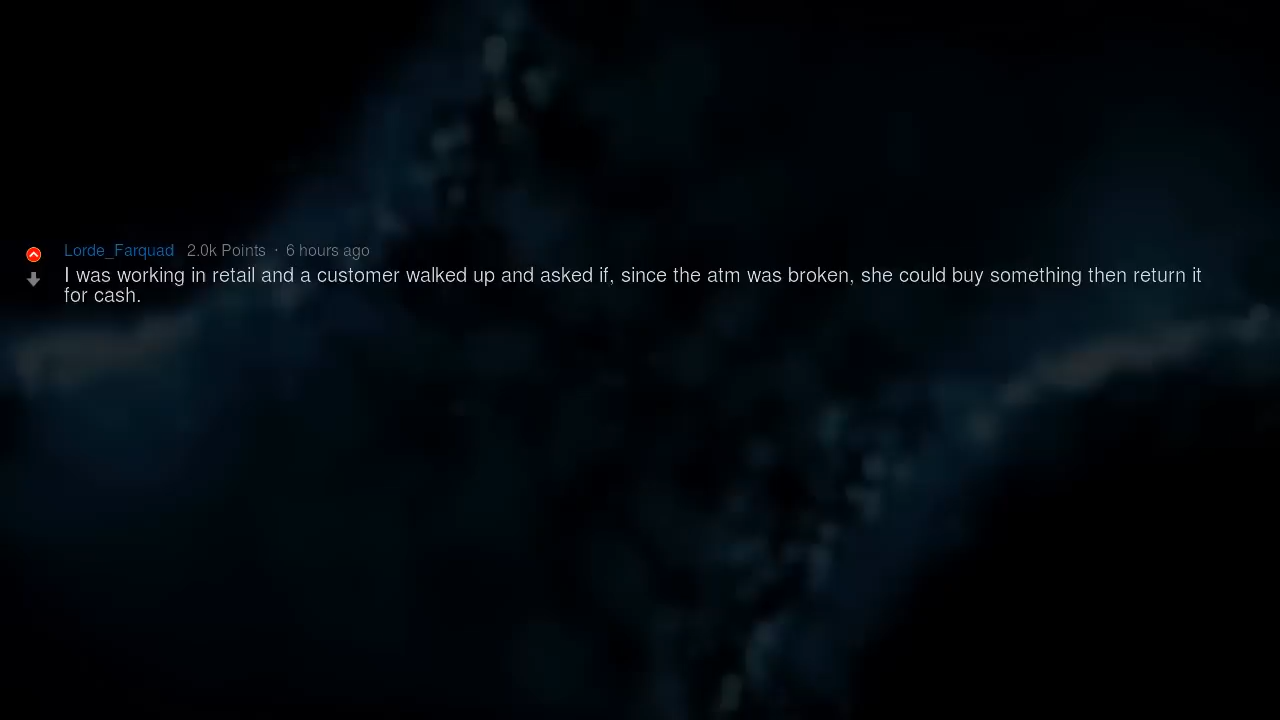 Lorde_Farquad 2.0k Points · 6 hours ago
I was working in retail and a customer walked up and asked if, since the atm was broken, she could buy something then return it
for cash.